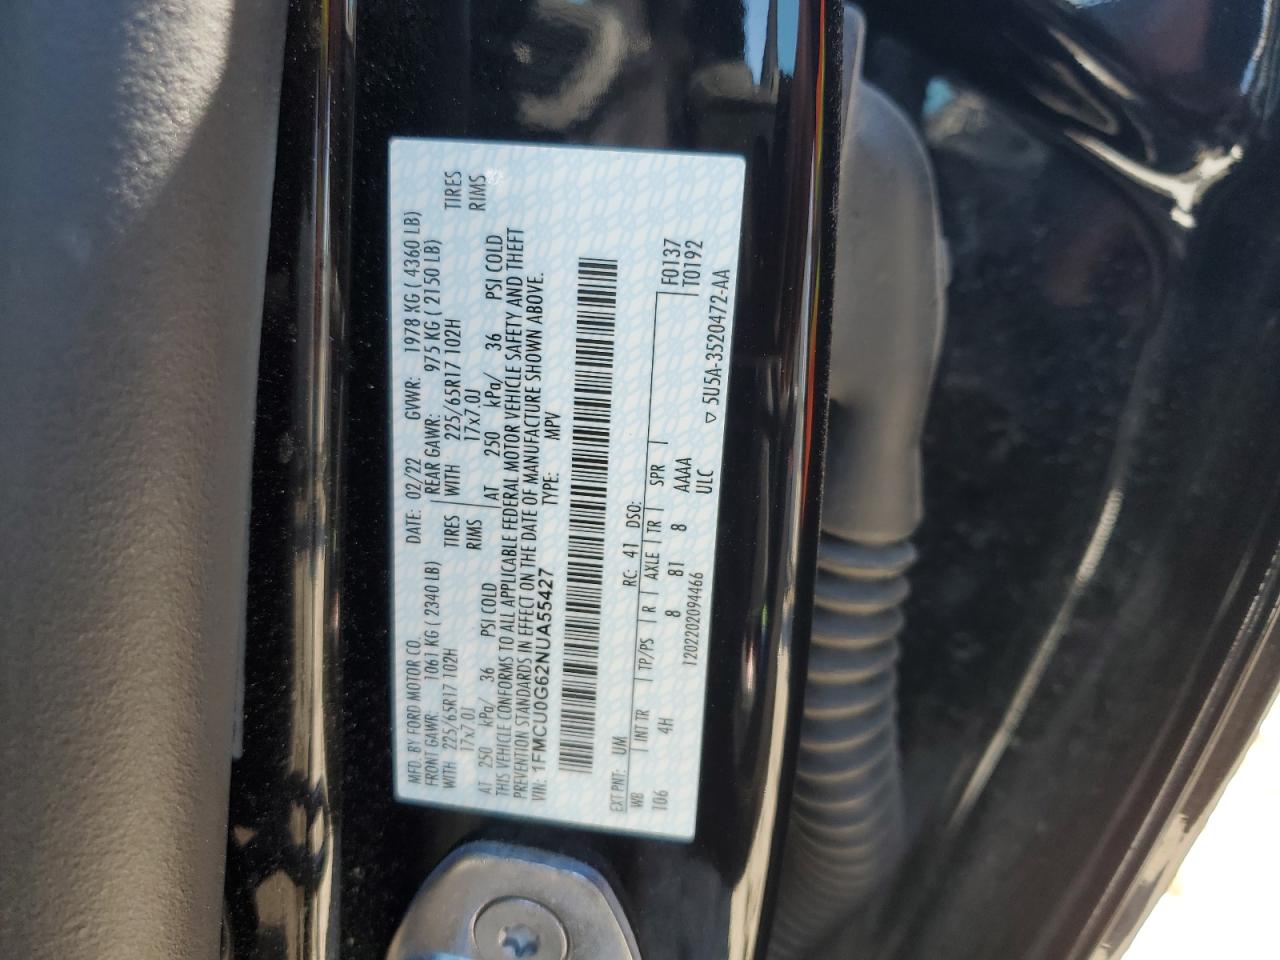 MFD. BY FORD MOTOR CO. DATE: 02/22 GVWR: 1978 KG ( 4360 LB)
FRONT GAWR: 1061 KG ( 2340 LB) REAR GAWR: 975 KG ( 2150 LB)
WITH 225/65R17 102H TIRES WITH 225/65R17 102H TIRES
17x7.0J RIMS 17x7.0J RIMS
AT 250 kPa/ 36 PSI COLD AT 250 kPa/ 36 PSI COLD
THIS VEHICLE CONFORMS TO ALL APPLICABLE FEDERAL MOTOR VEHICLE SAFETY AND THEFT
PREVENTION STANDARDS IN EFFECT ON THE DATE OF MANUFACTURE SHOWN ABOVE.
VIN: 1FMCU0G62NUA55427 TYPE: MPV
EXT PNT: UM RC: 41 DSO:
WB INT TR TP/PS R AXLE TR SPR F0137
106 4H 8 81 8 AAAA T0192
1202202094466 ULC ▽ 5U5A-3520472-AA